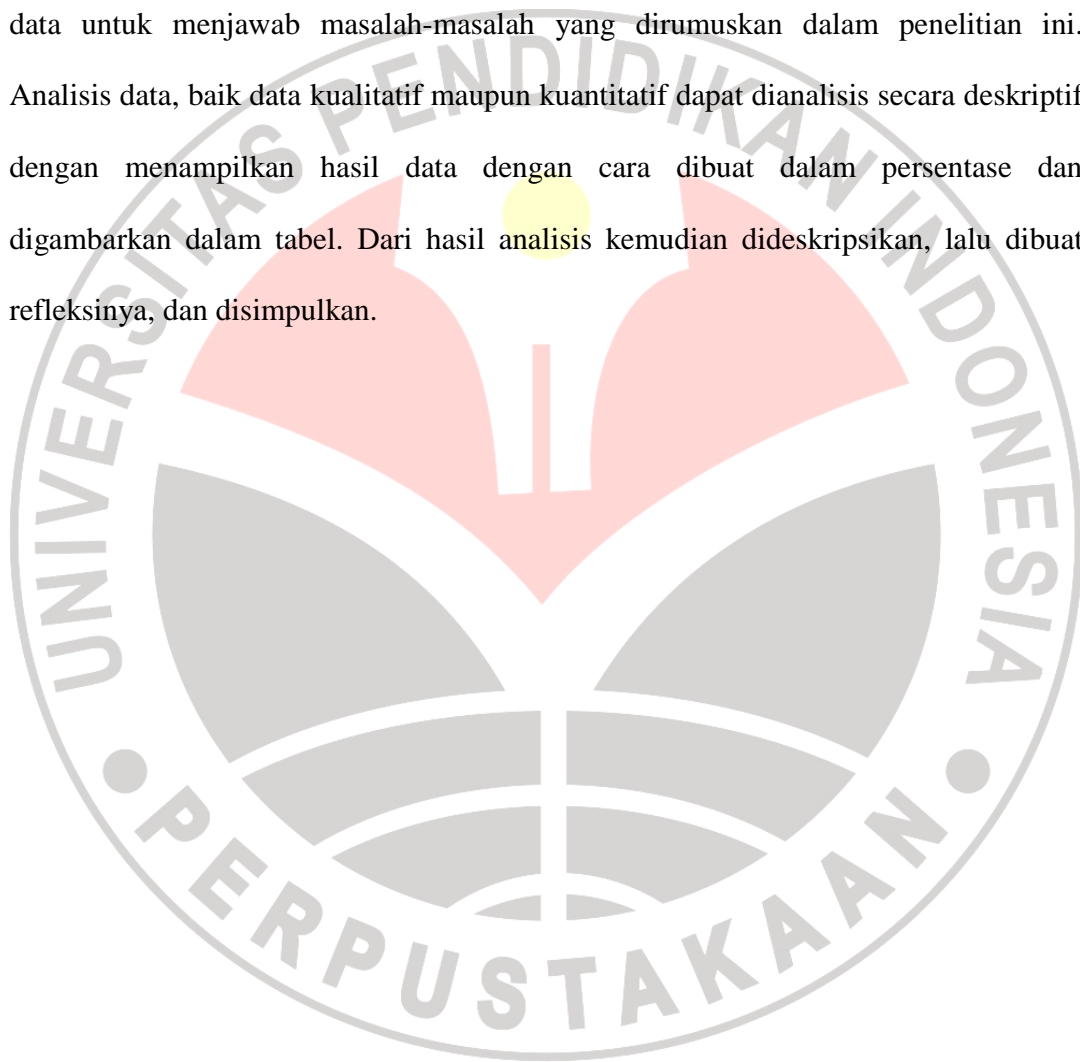 data untuk menjawab masalah-masalah yang dirumuskan dalam penelitian ini.
Analisis data, baik data kualitatif maupun kuantitatif dapat dianalisis secara deskriptif
dengan menampilkan hasil data dengan cara dibuat dalam persentase dan
digambarkan dalam tabel. Dari hasil analisis kemudian dideskripsikan, lalu dibuat
refleksinya, dan disimpulkan.
UNIVERSITAS PENDIDIKAN INDONESIA
PERPUSTAKAAN